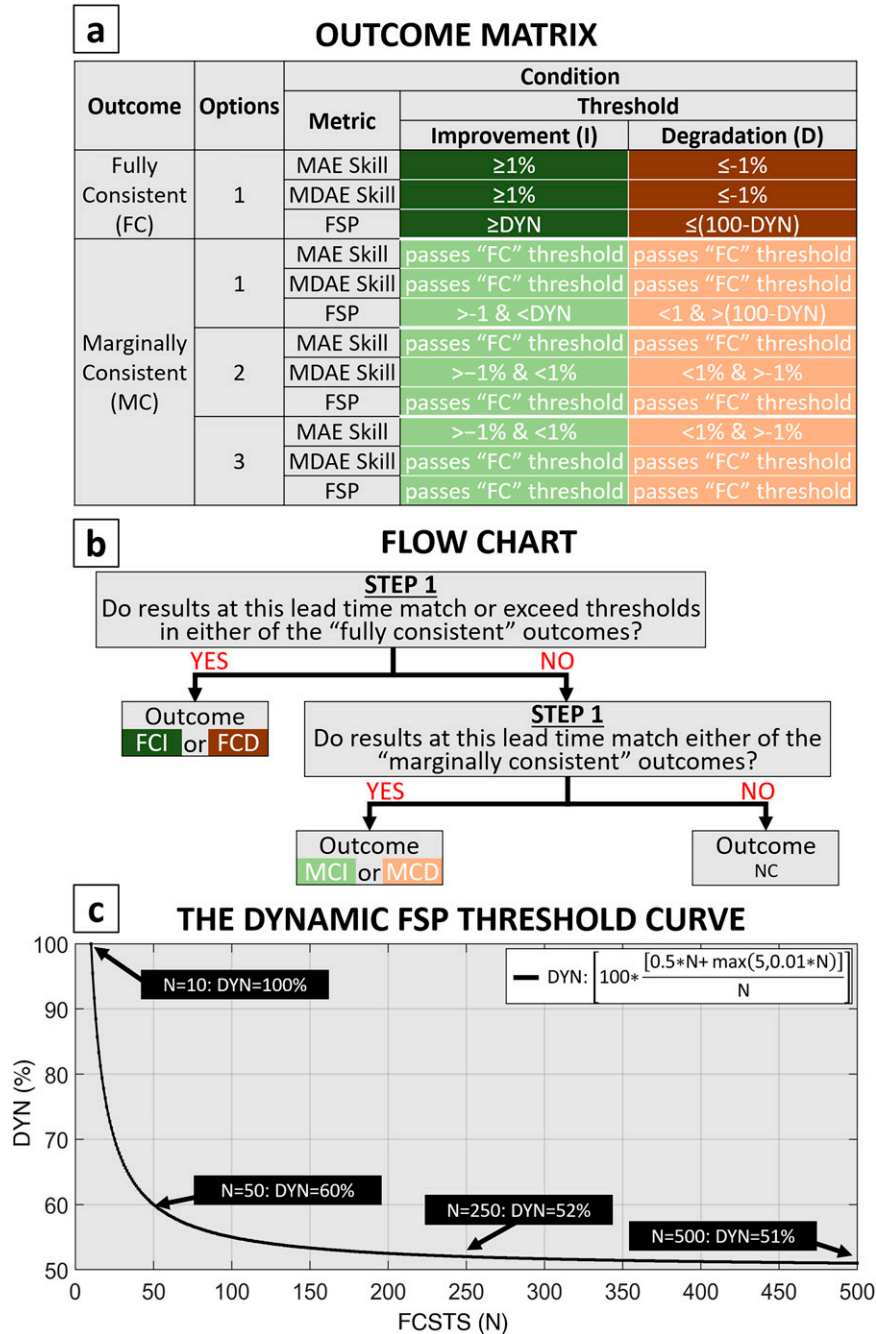 a
OUTCOME MATRIX
Outcome Options Condition
Metric Threshold
Improvement (I) Degradation (D)
Fully Consistent (FC) 1 MAE Skill ≥1% ≤-1%
MDAE Skill ≥1% ≤-1%
FSP ≥DYN ≤(100-DYN)
Marginally Consistent (MC) 1 MAE Skill passes “FC” threshold passes “FC” threshold
MDAE Skill passes “FC” threshold passes “FC” threshold
FSP >-1 & <DYN <1 & >(100-DYN)
2 MAE Skill passes “FC” threshold passes “FC” threshold
MDAE Skill >−1% & <1% <1% & >-1%
FSP passes “FC” threshold passes “FC” threshold
3 MAE Skill >−1% & <1% <1% & >-1%
MDAE Skill passes “FC” threshold passes “FC” threshold
FSP passes “FC” threshold passes “FC” threshold
b
FLOW CHART
STEP 1
Do results at this lead time match or exceed thresholds
in either of the “fully consistent” outcomes?
YES NO
Outcome
FCI or FCD
STEP 1
Do results at this lead time match either of the
“marginally consistent” outcomes?
YES NO
Outcome
MCI or MCD
Outcome
NC
c
THE DYNAMIC FSP THRESHOLD CURVE
DYN: [100* [0.5*N+ max(5,0.01*N)] / N]
N=10: DYN=100%
N=50: DYN=60%
N=250: DYN=52%
N=500: DYN=51%
DYN (%)
100
90
80
70
60
50
0 50 100 150 200 250 300 350 400 450 500
FCSTS (N)